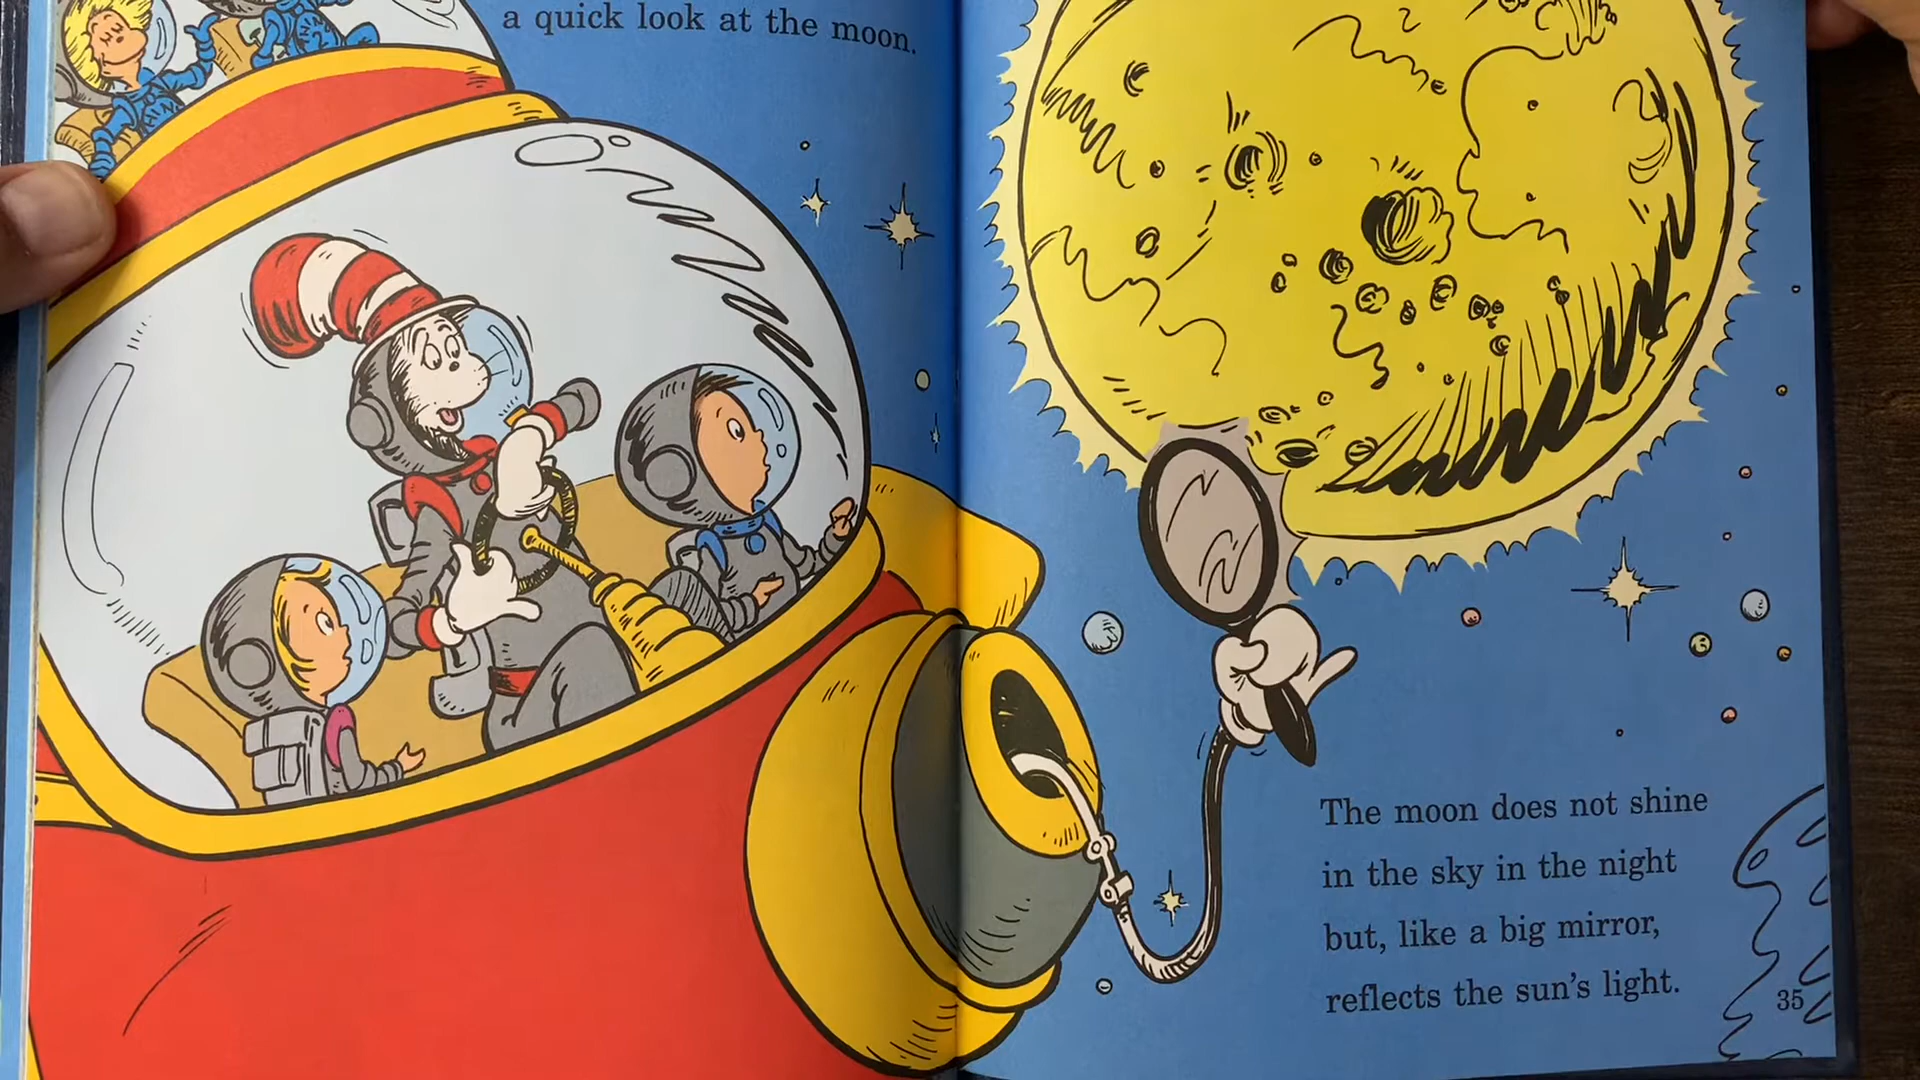 a quick look at the moon.
The moon does not shine
in the sky in the night
but, like a big mirror,
reflects the sun's light.
35